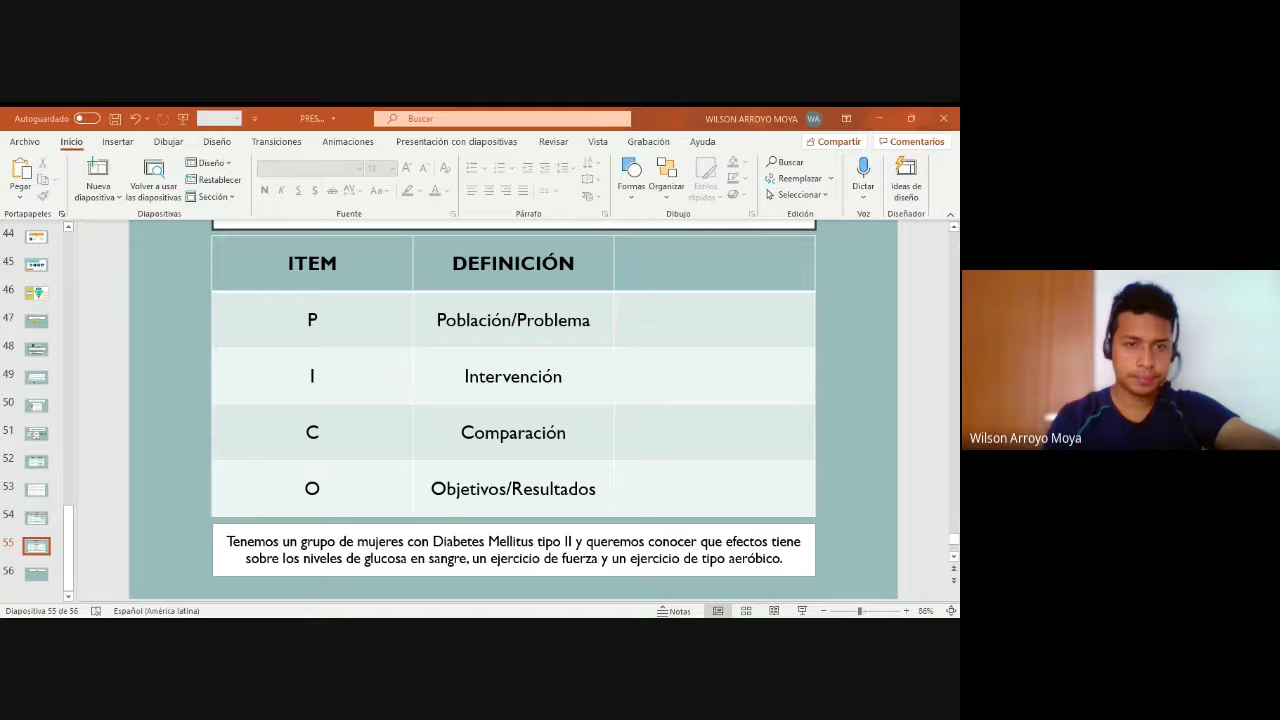 Autoguardado
PRES...
Buscar
WILSON ARROYO MOYA
WA
Archivo
Inicio
Insertar
Dibujar
Diseño
Transiciones
Animaciones
Presentación con diapositivas
Revisar
Vista
Grabación
Ayuda
Compartir
Comentarios
Pegar
Nueva diapositiva
Volver a usar las diapositivas
Diseño
Restablecer
Sección
18
N K S S ab AV Aa A
Formas
Organizar
Estilos rápidos
Buscar
Reemplazar
Seleccionar
Dictar
Ideas de diseño
Portapapeles
Diapositivas
Fuente
Párrafo
Dibujo
Edición
Voz
Diseñador
44
45
46
47
48
49
50
51
52
53
54
55
56
ITEM DEFINICIÓN
P Población/Problema
I Intervención
C Comparación
O Objetivos/Resultados
Tenemos un grupo de mujeres con Diabetes Mellitus tipo II y queremos conocer que efectos tiene
sobre los niveles de glucosa en sangre, un ejercicio de fuerza y un ejercicio de tipo aeróbico.
Diapositiva 55 de 56
Español (América latina)
Notas
86%
Wilson Arroyo Moya